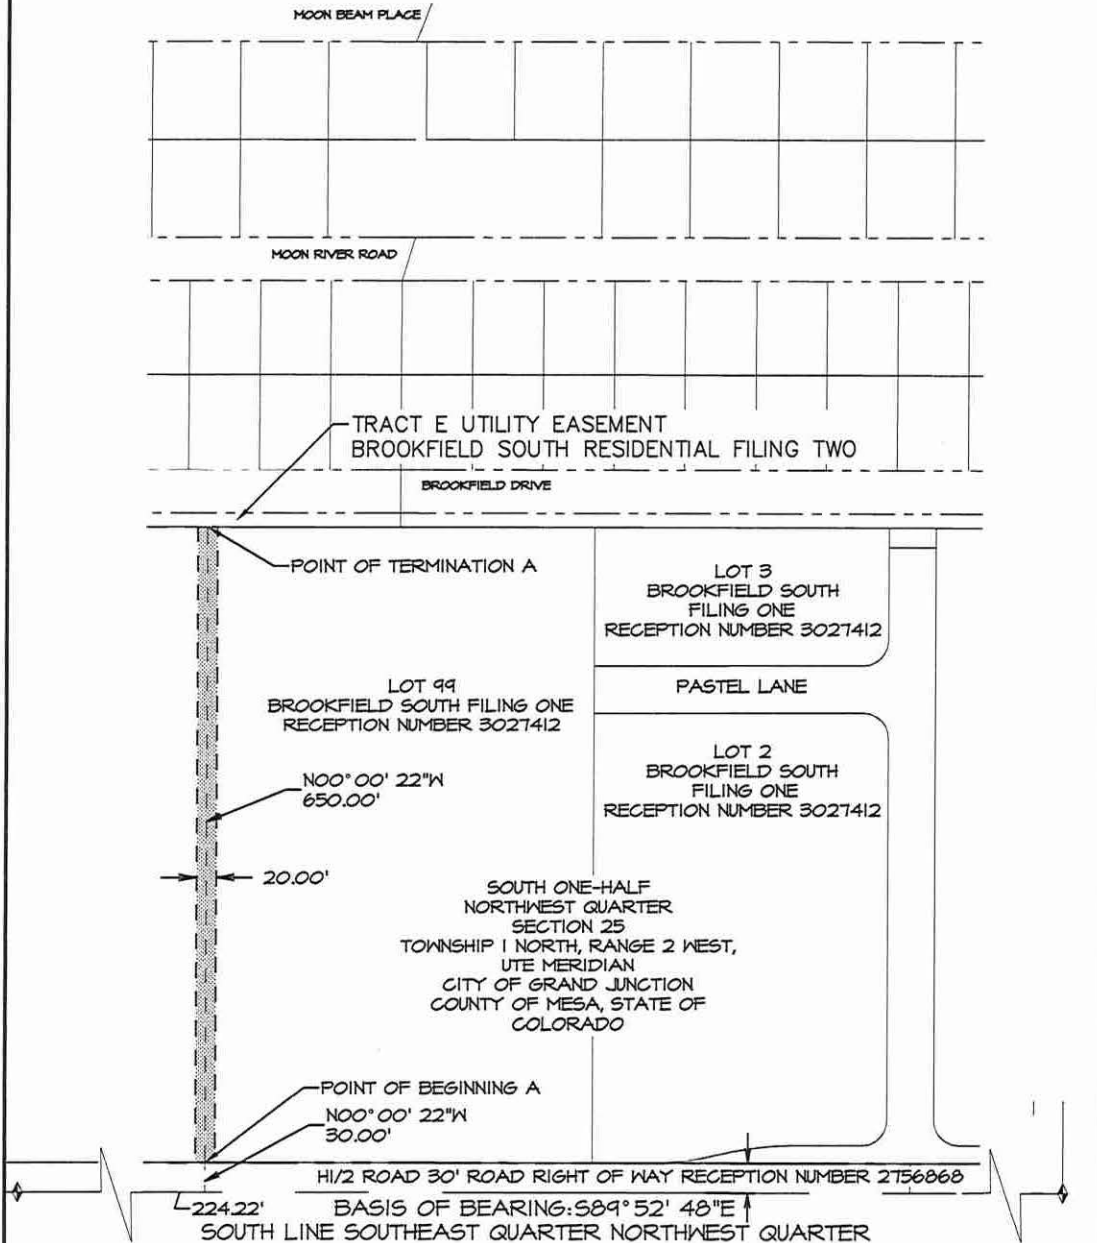 MOON BEAM PLACE
MOON RIVER ROAD
TRACT E UTILITY EASEMENT
BROOKFIELD SOUTH RESIDENTIAL FILING TWO
BROOKFIELD DRIVE
POINT OF TERMINATION A
LOT 3
BROOKFIELD SOUTH
FILING ONE
RECEPTION NUMBER 3027412
LOT 99
BROOKFIELD SOUTH FILING ONE
RECEPTION NUMBER 3027412
PASTEL LANE
LOT 2
BROOKFIELD SOUTH
FILING ONE
RECEPTION NUMBER 3027412
N00°00' 22"W
650.00'
20.00'
SOUTH ONE-HALF
NORTHWEST QUARTER
SECTION 25
TOWNSHIP 1 NORTH, RANGE 2 WEST,
UTE MERIDIAN
CITY OF GRAND JUNCTION
COUNTY OF MESA, STATE OF
COLORADO
POINT OF BEGINNING A
N00°00' 22"W
30.00'
H1/2 ROAD 30' ROAD RIGHT OF WAY RECEPTION NUMBER 2756868
224.22'
BASIS OF BEARING:S89°52' 48"E
SOUTH LINE SOUTHEAST QUARTER NORTHWEST QUARTER